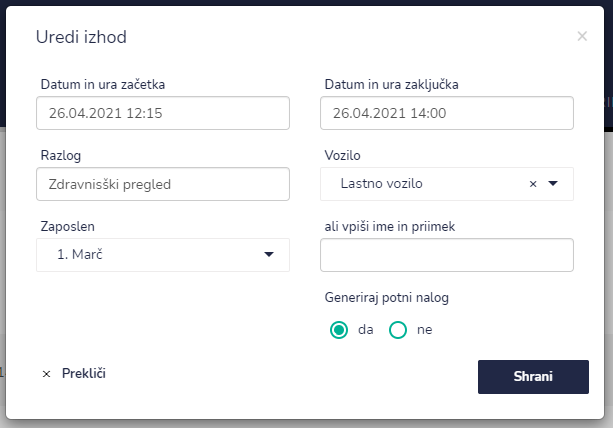 Uredi izhod
×
Datum in ura začetka
Datum in ura zaključka
26.04.2021 12:15
26.04.2021 14:00
Razlog
Vozilo
Zdravnisški pregled
Lastno vozilo ×
Zaposlen
ali vpiši ime in priimek
1. Marč
Generiraj potni nalog
da
ne
× Prekliči
Shrani